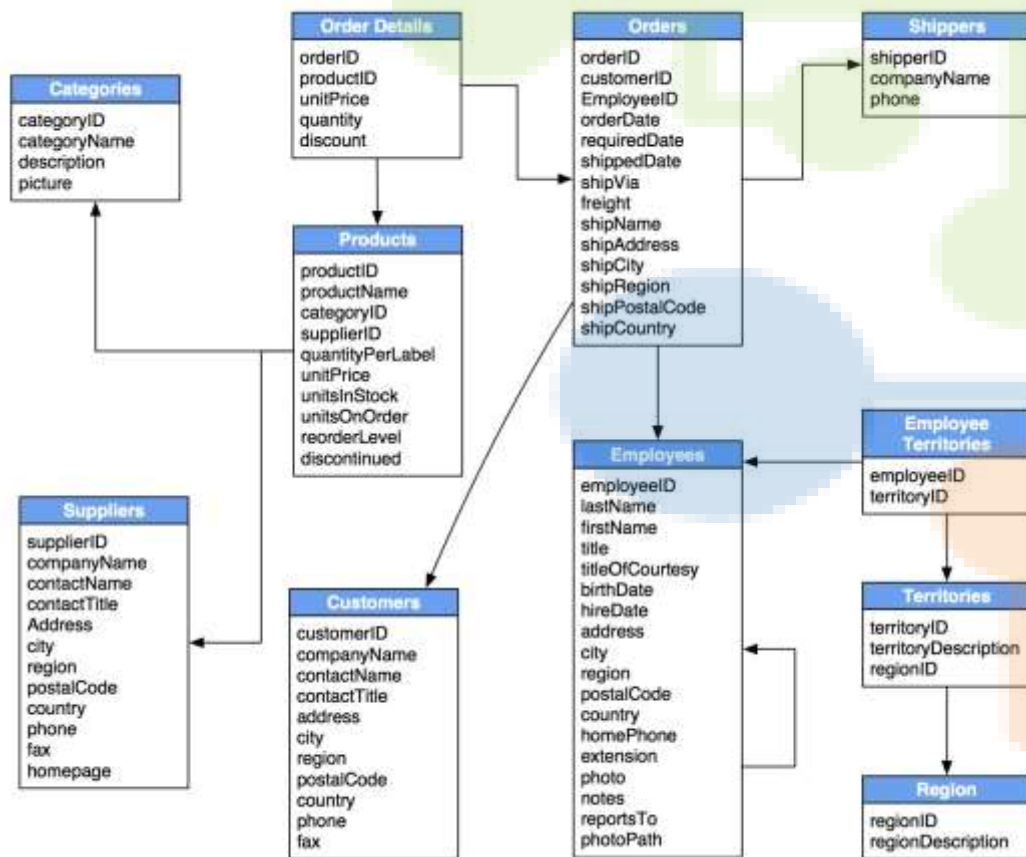 Order Details
orderID
productID
unitPrice
quantity
discount
Orders
orderID
customerID
EmployeeID
orderDate
requiredDate
shippedDate
shipVia
freight
shipName
shipAddress
shipCity
shipRegion
shipPostalCode
shipCountry
Shippers
shipperID
companyName
phone
Categories
categoryID
categoryName
description
picture
Products
productID
productName
categoryID
supplierID
quantityPerLabel
unitPrice
unitsInStock
unitsOnOrder
reorderLevel
discontinued
Employee
Territories
employeeID
territoryID
Employees
employeeID
lastName
firstName
title
titleOfCourtesy
birthDate
hireDate
address
city
region
postalCode
country
homePhone
extension
photo
notes
reportsTo
photoPath
Suppliers
supplierID
companyName
contactName
contactTitle
Address
city
region
postalCode
country
phone
fax
homepage
Customers
customerID
companyName
contactName
contactTitle
address
city
region
postalCode
country
phone
fax
Territories
territoryID
territoryDescription
regionID
Region
regionID
regionDescription